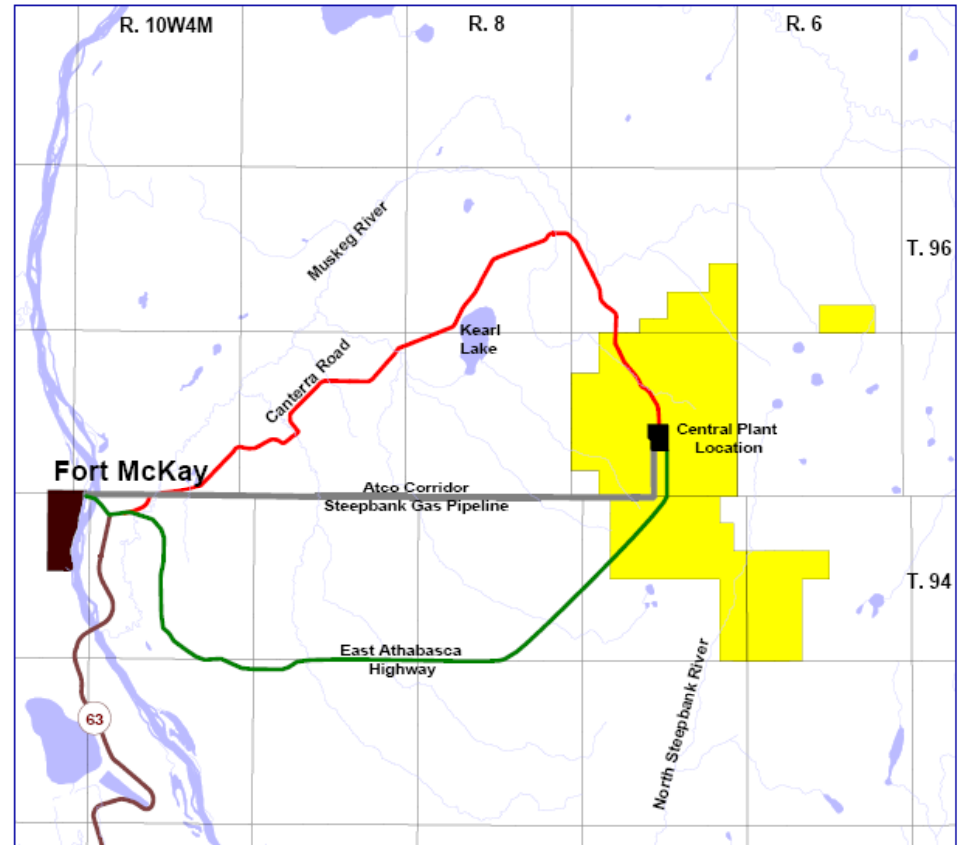 R. 10W4M
R. 8
R. 6
T. 96
Muskeg River
Kearl
Lake
Canterra Road
Central Plant
Location
Fort McKay
Atco Corridor
Steepbank Gas Pipeline
T. 94
East Athabasca
Highway
North Steepbank River
63